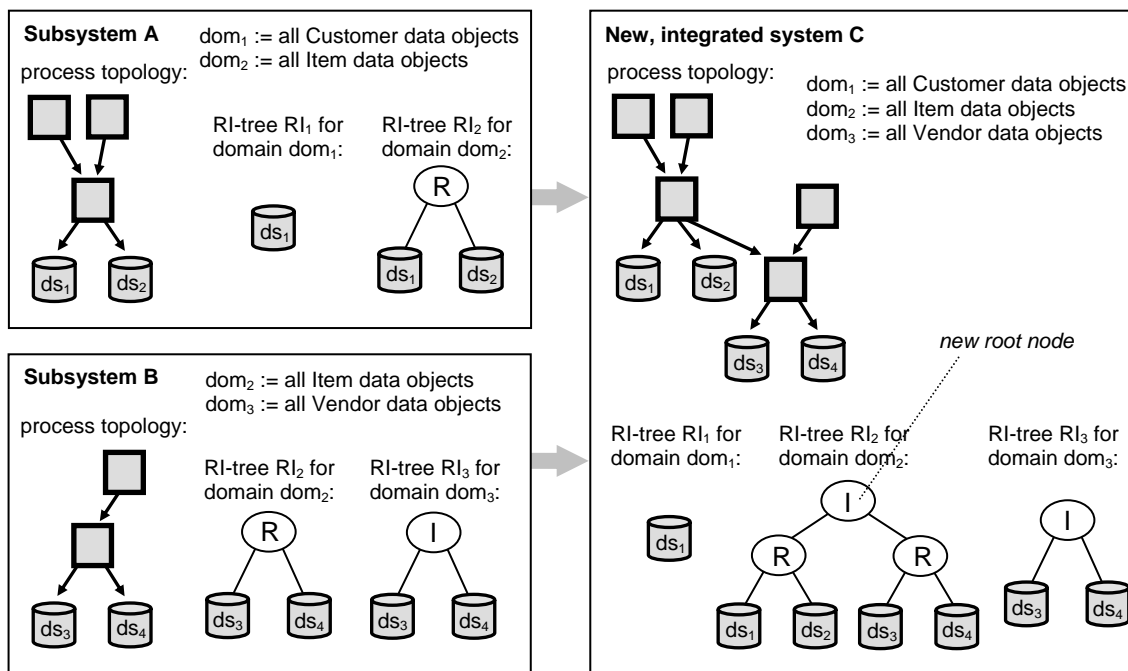 Subsystem A
dom₁ := all Customer data objects
dom₂ := all Item data objects
process topology:
RI-tree RI₁ for
domain dom₁:
RI-tree RI₂ for
domain dom₂:
R
ds₁
ds₁
ds₂
ds₁
ds₂
Subsystem B
dom₂ := all Item data objects
dom₃ := all Vendor data objects
process topology:
RI-tree RI₂ for
domain dom₂:
RI-tree RI₃ for
domain dom₃:
R
I
ds₃
ds₄
ds₃
ds₄
ds₃
ds₄
New, integrated system C
process topology:
dom₁ := all Customer data objects
dom₂ := all Item data objects
dom₃ := all Vendor data objects
ds₁
ds₂
ds₃
ds₄
new root node
RI-tree RI₁ for
domain dom₁:
RI-tree RI₂ for
domain dom₂:
RI-tree RI₃ for
domain dom₃:
I
I
ds₁
R
R
ds₁
ds₂
ds₃
ds₄
ds₃
ds₄